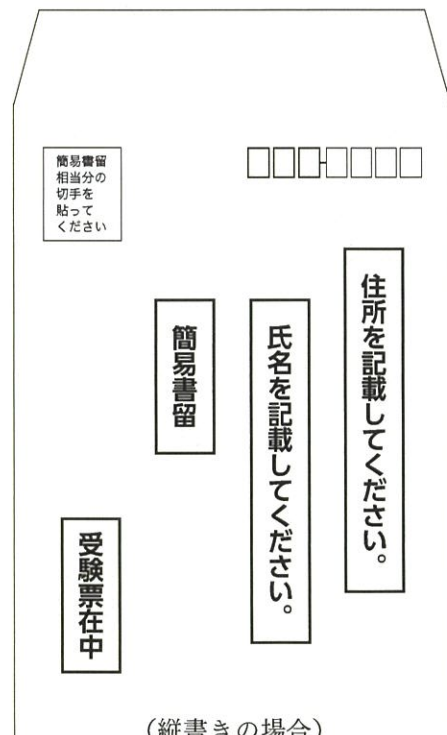 簡易書留
相当分の
切手を
貼って
ください
住所を記載してください。
氏名を記載してください。
簡易書留
受験票在中
（縦書きの場合）